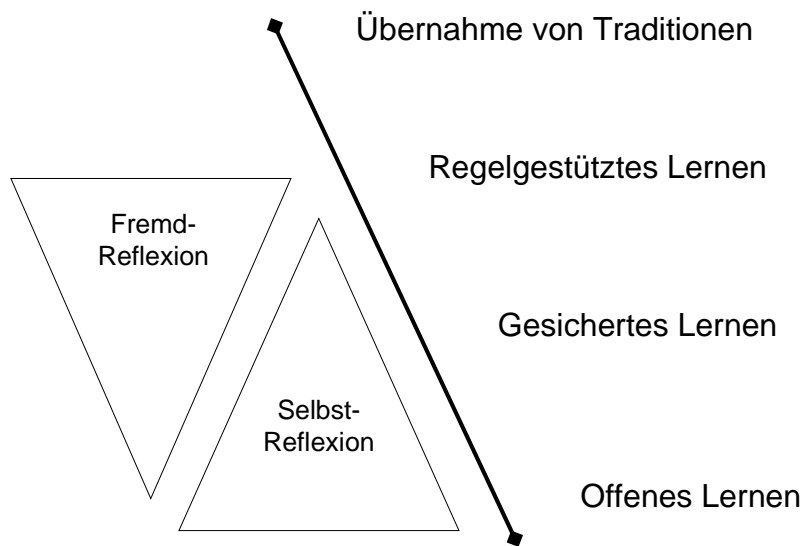 Übernahme von Traditionen
Regelgestütztes Lernen
Fremd-
Reflexion
Gesichertes Lernen
Selbst-
Reflexion
Offenes Lernen